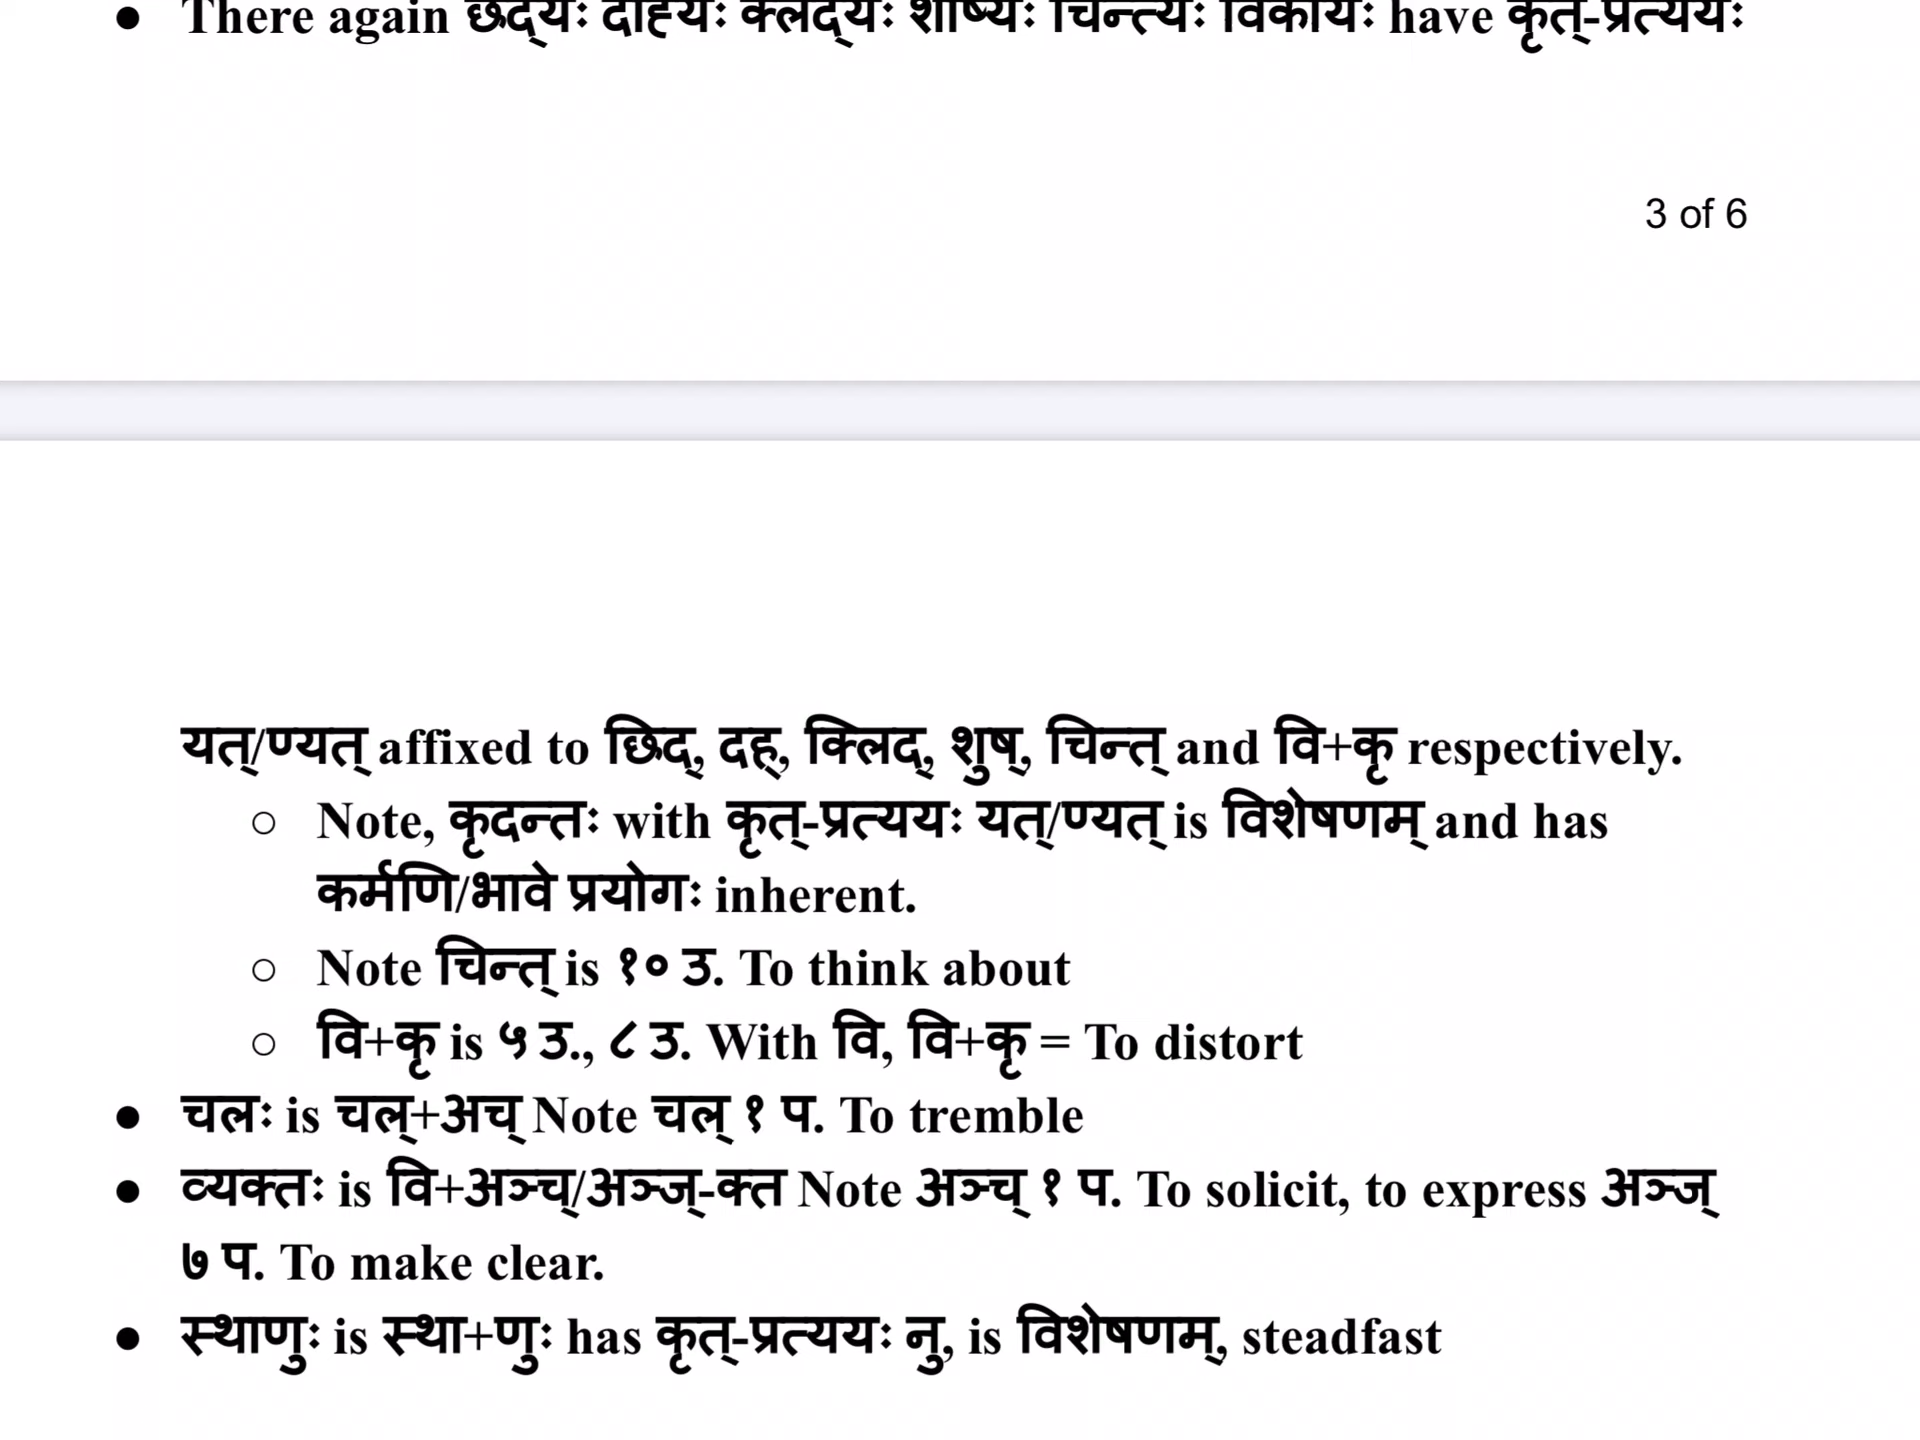 ● There again छेद्यः दाह्यः क्लेद्यः शोष्यः चिन्त्यः विकार्यः have कृत्-प्रत्ययः
3 of 6
यत्/ण्यत् affixed to छिद्, दह्, क्लिद्, शुष्, चिन्त् and वि+कृ respectively.
○ Note, कृदन्तः with कृत्-प्रत्ययः यत्/ण्यत् is विशेषणम् and has
कर्मणि/भावे प्रयोगः inherent.
○ Note चिन्त् is १० उ. To think about
○ वि+कृ is ५ उ., ८ उ. With वि, वि+कृ = To distort
● चलः is चल्+अच् Note चल् १ प. To tremble
● व्यक्तः is वि+अञ्च्/अञ्ज्-क्त Note अञ्च् १ प. To solicit, to express अञ्ज्
७ प. To make clear.
● स्थाणुः is स्था+णुः has कृत्-प्रत्ययः नु, is विशेषणम्, steadfast